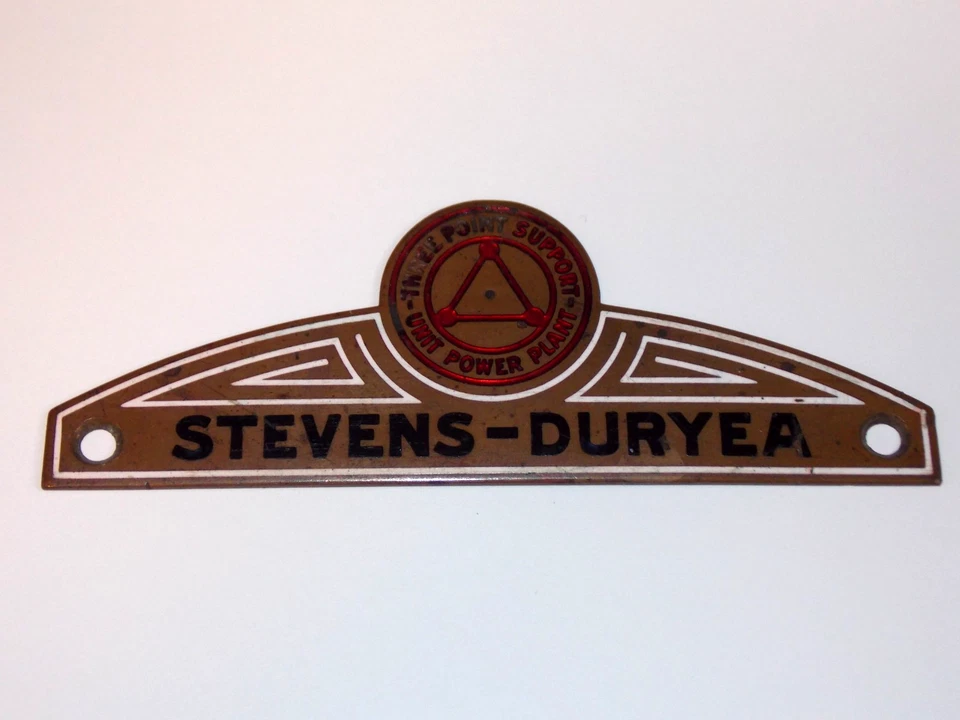 -THREE POINT SUPPORT-
UNIT POWER PLANT
STEVENS-DURYEA